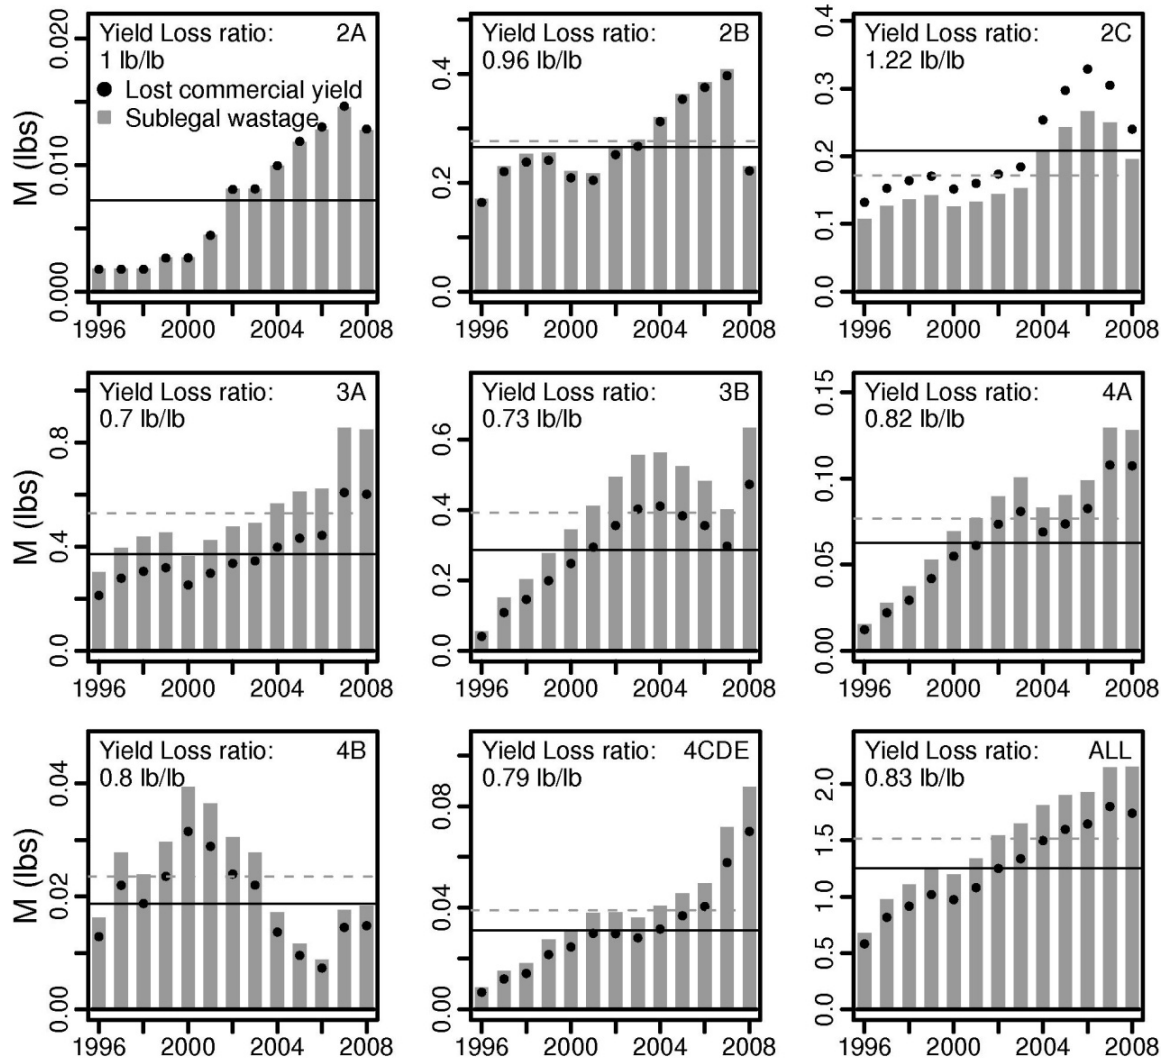 Yield Loss ratio: 2A
1 lb/lb
Lost commercial yield
Sublegal wastage
M (lbs)
0.000 0.010 0.020
1996 2000 2004 2008
Yield Loss ratio: 2B
0.96 lb/lb
0.0 0.2 0.4
1996 2000 2004 2008
Yield Loss ratio: 2C
1.22 lb/lb
0.0 0.1 0.2 0.3 0.4
1996 2000 2004 2008
Yield Loss ratio: 3A
0.7 lb/lb
M (lbs)
0.0 0.4 0.8
1996 2000 2004 2008
Yield Loss ratio: 3B
0.73 lb/lb
0.0 0.2 0.4 0.6
1996 2000 2004 2008
Yield Loss ratio: 4A
0.82 lb/lb
0.00 0.05 0.10 0.15
1996 2000 2004 2008
Yield Loss ratio: 4B
0.8 lb/lb
M (lbs)
0.00 0.02 0.04
1996 2000 2004 2008
Yield Loss ratio: 4CDE
0.79 lb/lb
0.00 0.04 0.08
1996 2000 2004 2008
Yield Loss ratio: ALL
0.83 lb/lb
0.0 0.5 1.0 1.5 2.0
1996 2000 2004 2008